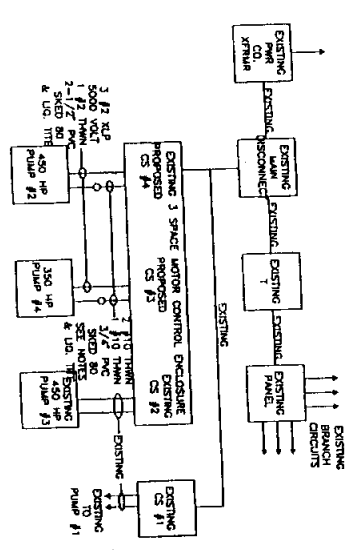 EXISTING
PWR
CO.
XFRMR
EXISTING
EXISTING
MAIN
DISCONNECT
EXISTING
EXISTING
T
EXISTING
EXISTING
PANEL
EXISTING
BRANCH
CIRCUITS
EXISTING
3 #2 XLP
5000 VOLT
1 #2 THWN
2-1/2" PVC
SKED 80
& LIQ. TITE
EXISTING 3 SPACE MOTOR CONTROL ENCLOSURE
PROPOSED
CS #4
PROPOSED
CS #3
EXISTING
CS #2
EXISTING
CS #1
450 HP
PUMP #2
350 HP
PUMP #4
2 #10 THWN
#10 THWN
3/4" PVC
SKED 80
SEE NOTES
& LIQ. TITE
EXISTING
450 HP
PUMP #3
EXISTING
EXISTING
TO
PUMP #1